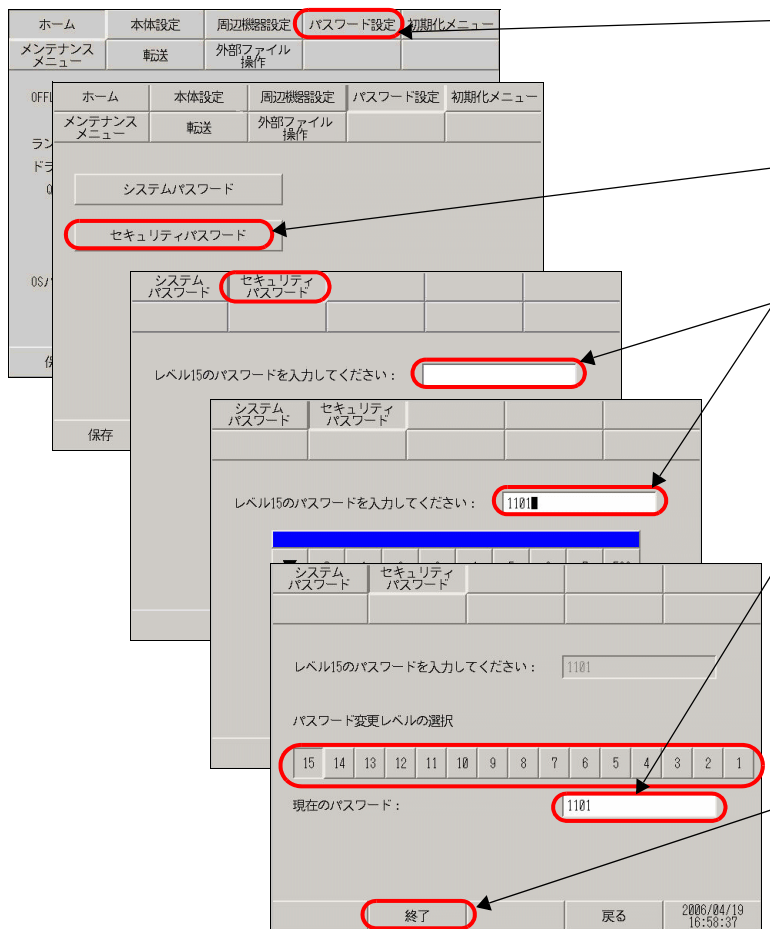 ホーム 本体設定 周辺機器設定 パスワード設定 初期化メニュー
メンテナンス
メニュー 転送 外部ファイル
操作
OFFL
ラン
ドラ
OS/
ホーム 本体設定 周辺機器設定 パスワード設定 初期化メニュー
メンテナンス
メニュー 転送 外部ファイル
操作
システムパスワード
セキュリティパスワード
保存
システム
パスワード セキュリティ
パスワード
レベル15のパスワードを入力してください：
システム
パスワード セキュリティ
パスワード
レベル15のパスワードを入力してください： 1101
システム
パスワード セキュリティ
パスワード
レベル15のパスワードを入力してください： 1101
パスワード変更レベルの選択
15 14 13 12 11 10 9 8 7 6 5 4 3 2 1
現在のパスワード： 1101
終了 戻る 2006/04/19
16:58:37